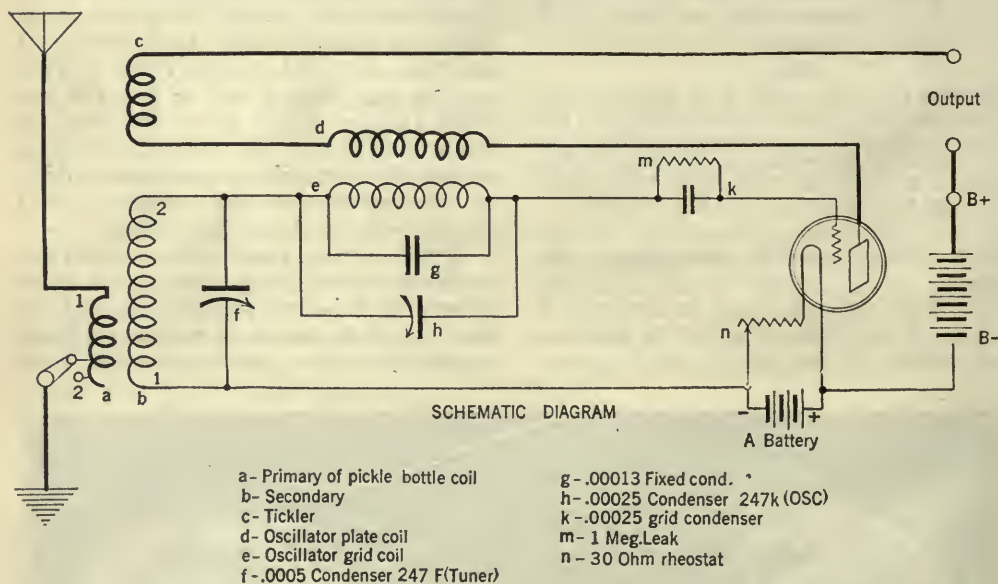 c
Output
d
m
e
k
2
B+
g
1
f
h
n
B-
2
a
1
b
SCHEMATIC DIAGRAM
- +
A Battery
a- Primary of pickle bottle coil
b- Secondary
c- Tickler
d- Oscillator plate coil
e- Oscillator grid coil
f-.0005 Condenser 247 F(Tuner)
g-.00013 Fixed cond.
h-.00025 Condenser 247k (OSC)
k-.00025 grid condenser
m- 1 Meg.Leak
n- 30 Ohm rheostat